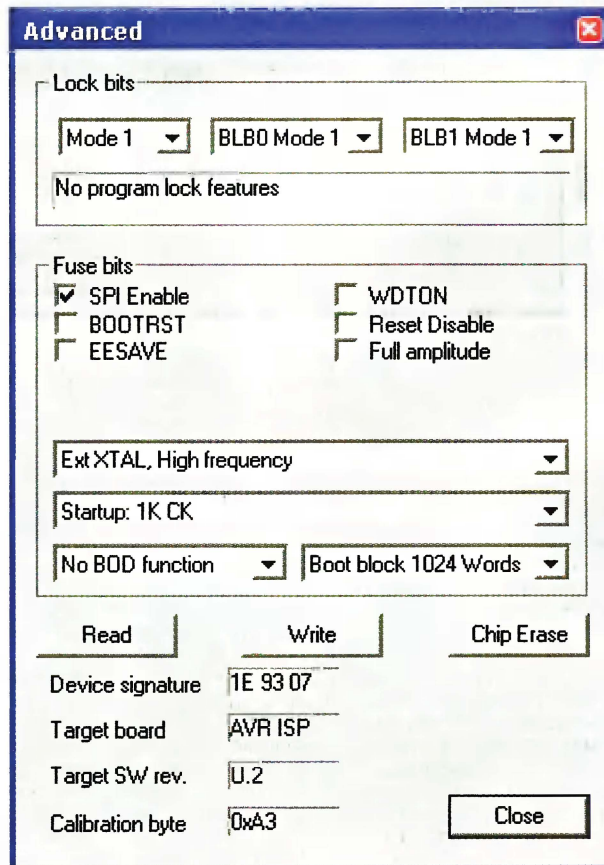 Advanced
Lock bits
Mode 1 BLB0 Mode 1 BLB1 Mode 1
No program lock features
Fuse bits
SPI Enable WDTON
BOOTRST Reset Disable
EESAVE Full amplitude
Ext XTAL, High frequency
Startup: 1K CK
No BOD function Boot block 1024 Words
Read Write Chip Erase
Device signature 1E 93 07
Target board AVR ISP
Target SW rev. U.2
Calibration byte 0xA3
Close